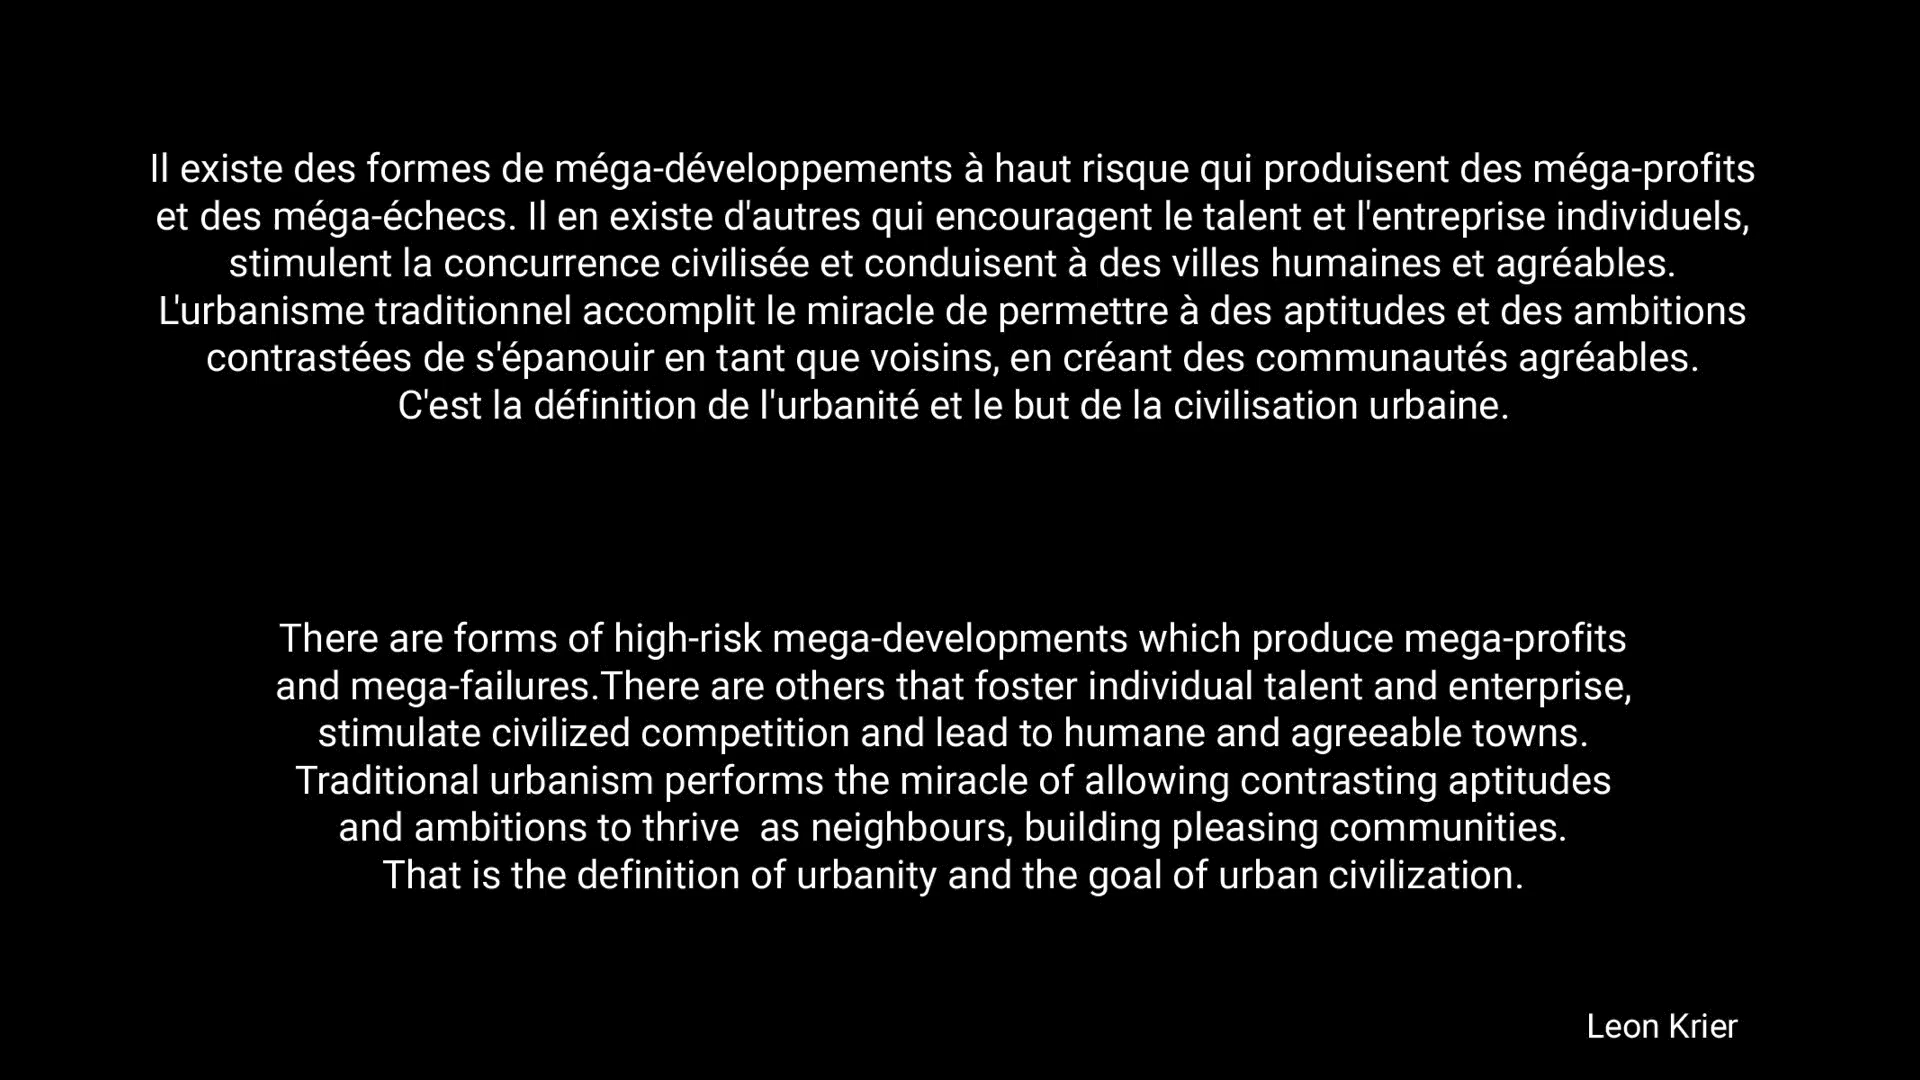 Il existe des formes de méga-développements à haut risque qui produisent des méga-profits
et des méga-échecs. Il en existe d'autres qui encouragent le talent et l'entreprise individuels,
stimulent la concurrence civilisée et conduisent à des villes humaines et agréables.
L'urbanisme traditionnel accomplit le miracle de permettre à des aptitudes et des ambitions
contrastées de s'épanouir en tant que voisins, en créant des communautés agréables.
C'est la définition de l'urbanité et le but de la civilisation urbaine.
There are forms of high-risk mega-developments which produce mega-profits
and mega-failures.There are others that foster individual talent and enterprise,
stimulate civilized competition and lead to humane and agreeable towns.
Traditional urbanism performs the miracle of allowing contrasting aptitudes
and ambitions to thrive  as neighbours, building pleasing communities.
That is the definition of urbanity and the goal of urban civilization.
Leon Krier